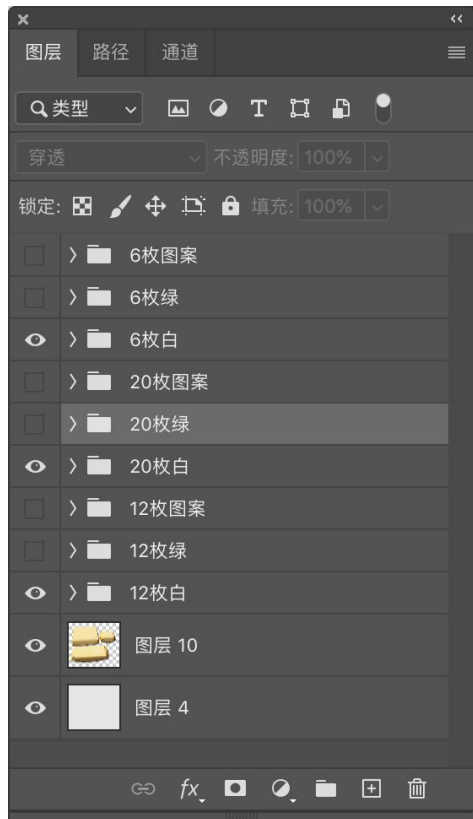 图层 路径 通道
类型
穿透 不透明度: 100%
锁定: 填充: 100%
6枚图案
6枚绿
6枚白
20枚图案
20枚绿
20枚白
12枚图案
12枚绿
12枚白
图层 10
图层 4
fx